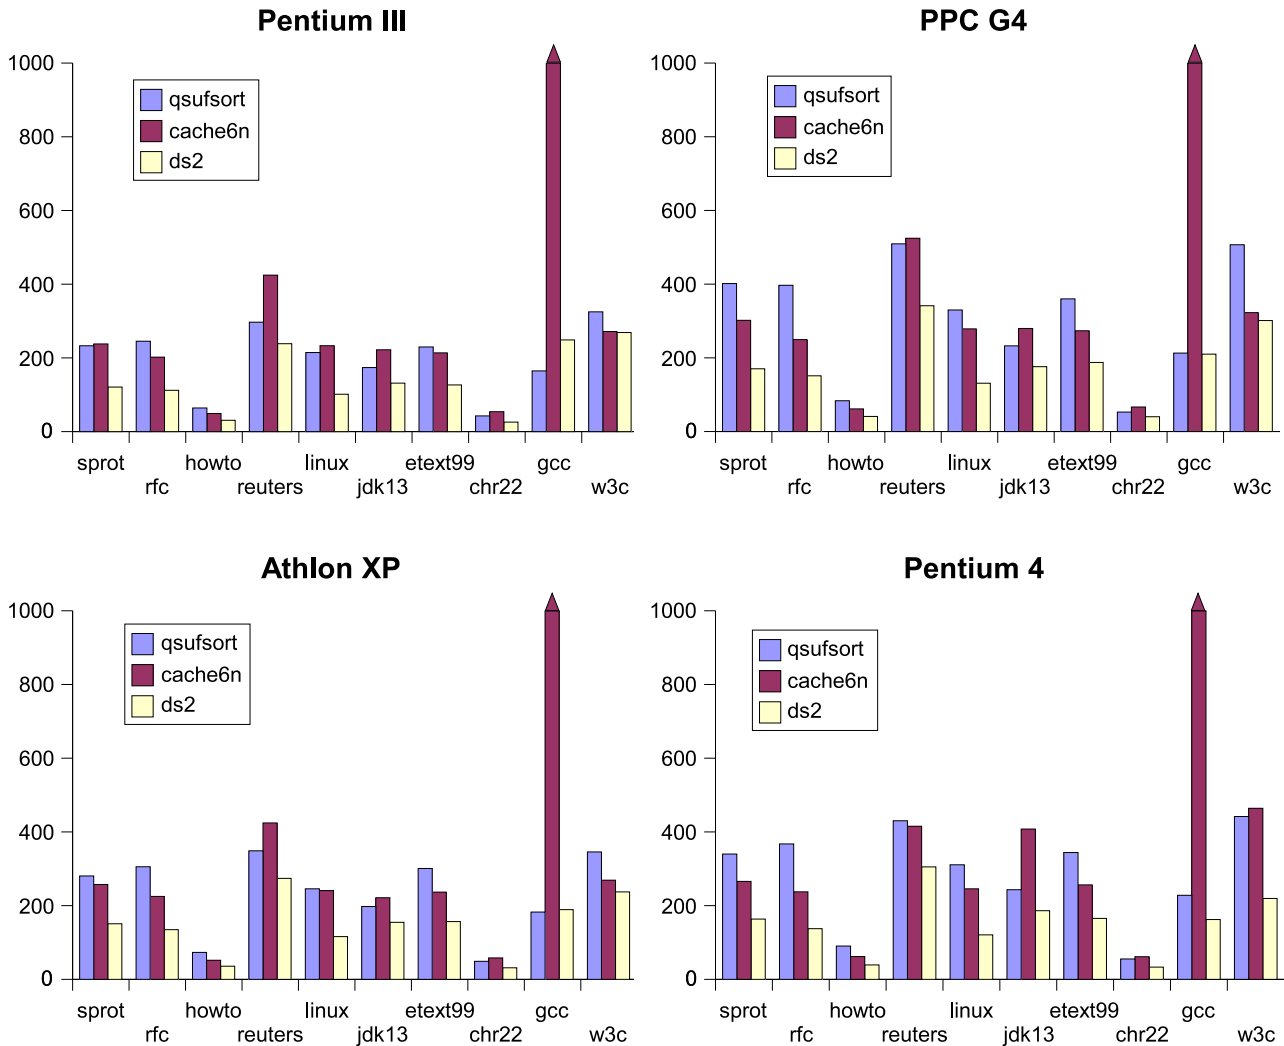 Pentium III
1000
800
600
400
200
0
qsufsort
cache6n
ds2
sprot howto linux etext99 gcc
rfc reuters jdk13 chr22 w3c
PPC G4
1000
800
600
400
200
0
qsufsort
cache6n
ds2
sprot howto linux etext99 gcc
rfc reuters jdk13 chr22 w3c
Athlon XP
1000
800
600
400
200
0
qsufsort
cache6n
ds2
sprot howto linux etext99 gcc
rfc reuters jdk13 chr22 w3c
Pentium 4
1000
800
600
400
200
0
qsufsort
cache6n
ds2
sprot howto linux etext99 gcc
rfc reuters jdk13 chr22 w3c